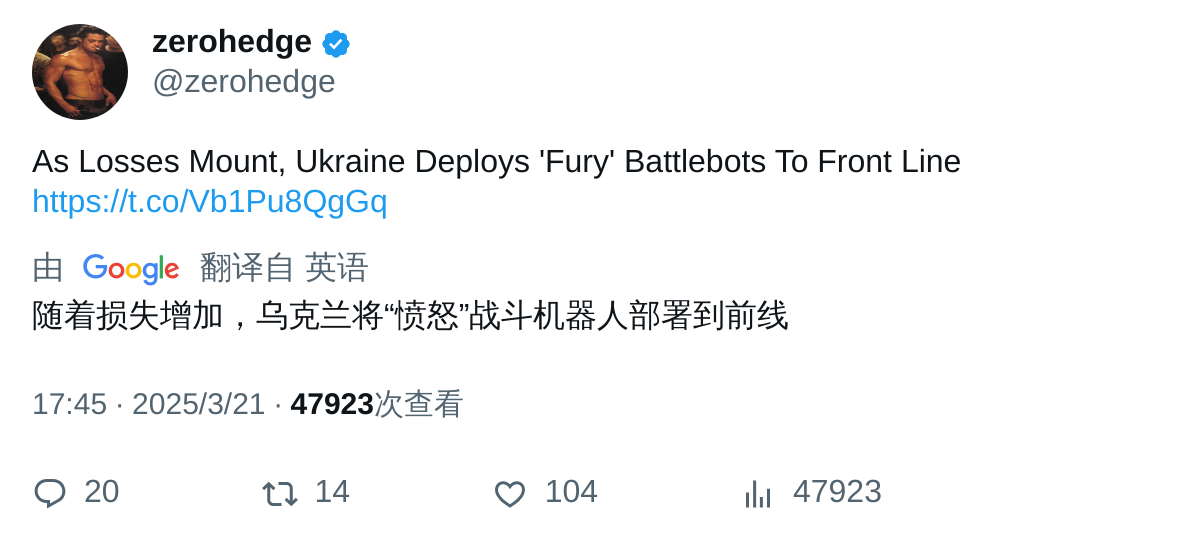 zerohedge
@zerohedge
As Losses Mount, Ukraine Deploys 'Fury' Battlebots To Front Line
https://t.co/Vb1Pu8QgGq
由 Google 翻译自 英语
随着损失增加，乌克兰将“愤怒”战斗机器人部署到前线
17:45 · 2025/3/21 · 47923次查看
20 14 104 47923